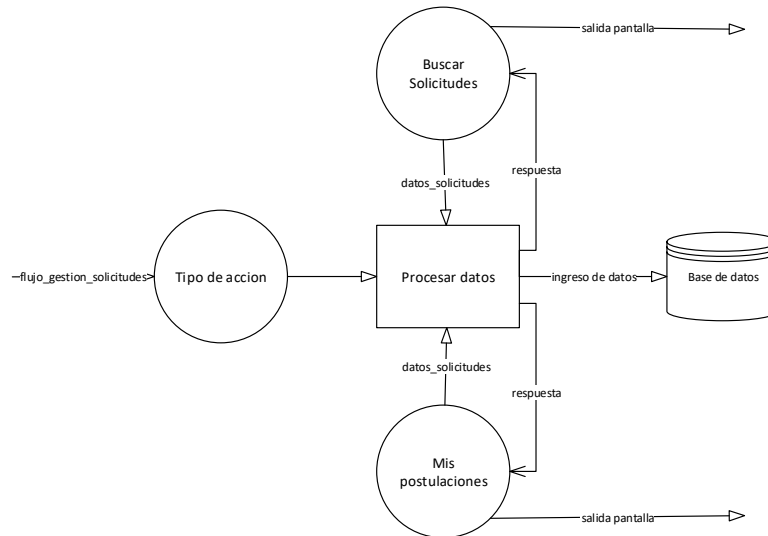 salida pantalla
Buscar
Solicitudes
respuesta
datos_solicitudes
flujo_gestion_solicitudes
Tipo de accion
Procesar datos
ingreso de datos
Base de datos
datos_solicitudes
respuesta
Mis
postulaciones
salida pantalla